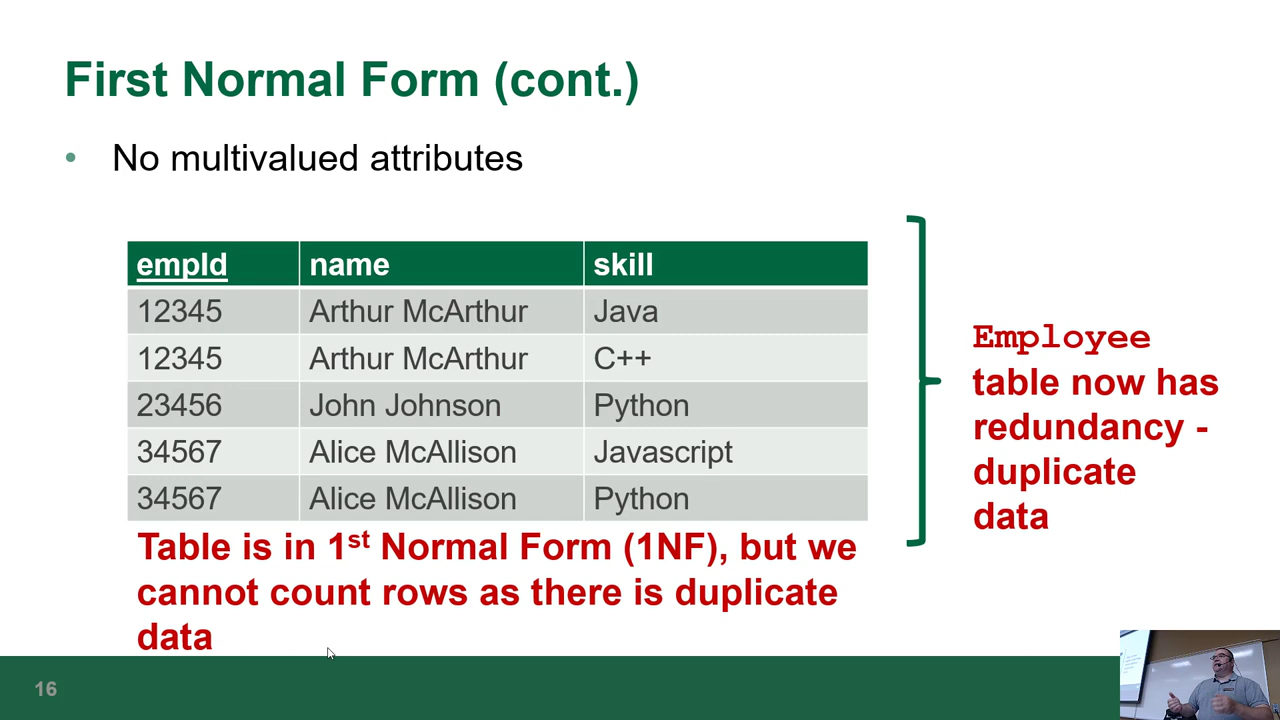 First Normal Form (cont.)
• No multivalued attributes
empId name skill
12345 Arthur McArthur Java
12345 Arthur McArthur C++
23456 John Johnson Python
34567 Alice McAllison Javascript
34567 Alice McAllison Python
Table is in 1st Normal Form (1NF), but we
cannot count rows as there is duplicate
data
Employee
table now has
redundancy -
duplicate
data
16